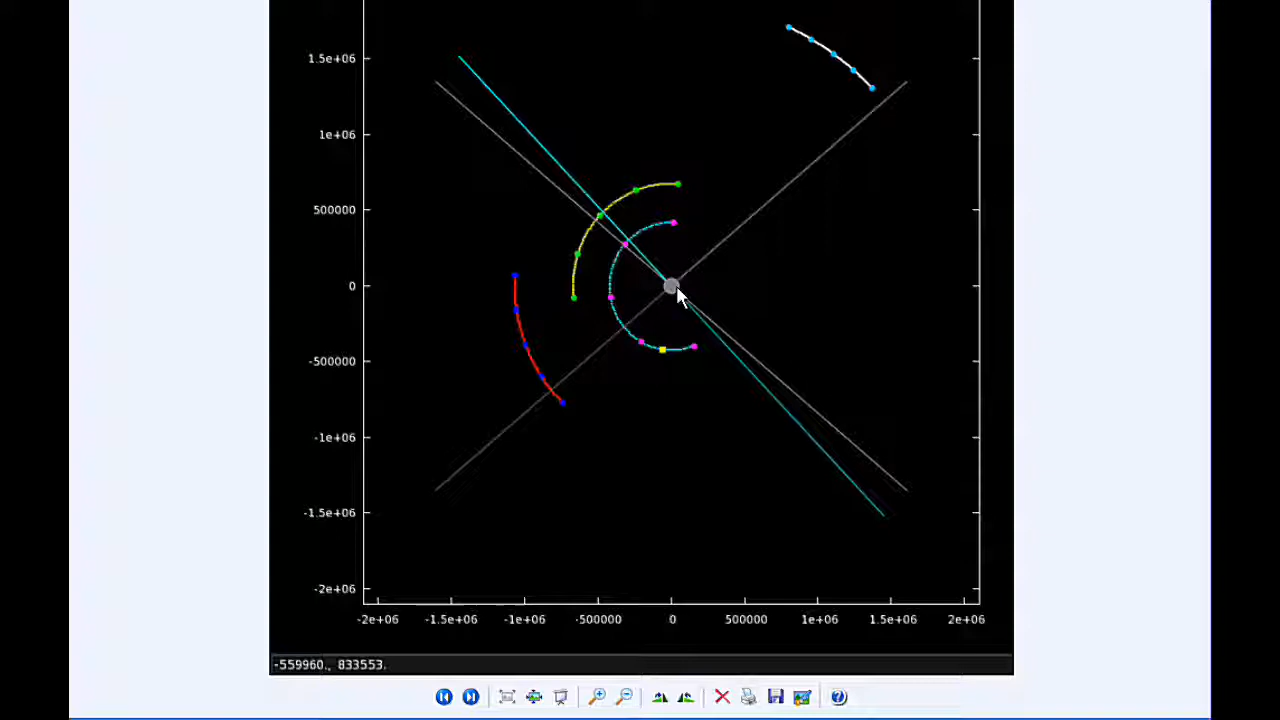 1.5e+06
1e+06
500000
0
-500000
-1e+06
-1.5e+06
-2e+06
-2e+06 -1.5e+06 -1e+06 -500000 0 500000 1e+06 1.5e+06 2e+06
-559960., 833553.